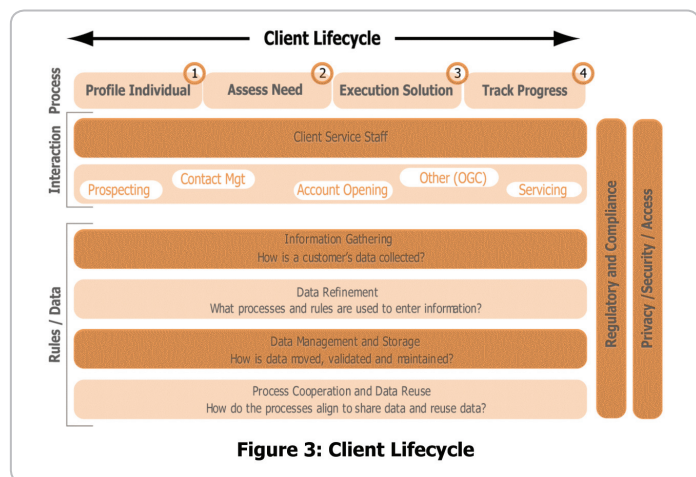 Client Lifecycle
Process
1
2
3
4
Profile Individual
Assess Need
Execution Solution
Track Progress
Interaction
Client Service Staff
Prospecting
Contact Mgt
Account Opening
Other (OGC)
Servicing
Rules / Data
Information Gathering
How is a customer's data collected?
Data Refinement
What processes and rules are used to enter information?
Data Management and Storage
How is data moved, validated and maintained?
Process Cooperation and Data Reuse
How do the processes align to share data and reuse data?
Regulatory and Compliance
Privacy /Security / Access
Figure 3: Client Lifecycle